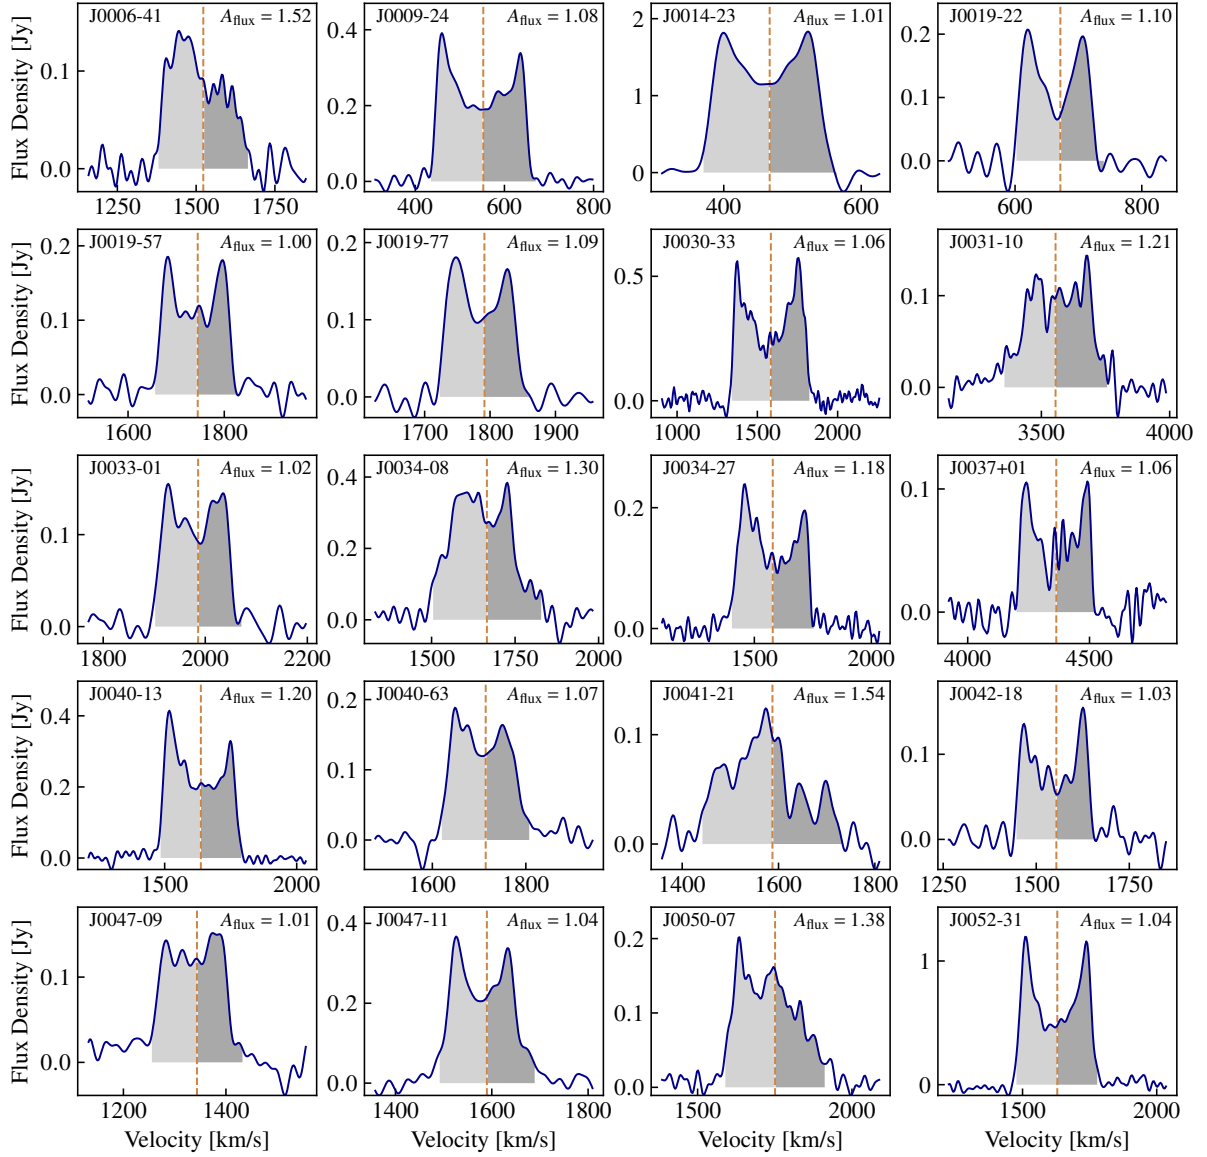 J0006-41 A_flux = 1.52
J0009-24 A_flux = 1.08
J0014-23 A_flux = 1.01
J0019-22 A_flux = 1.10
Flux Density [Jy]
0.1
0.0
1250 1500 1750
0.4
0.2
0.0
400 600 800
2
1
0
400 600
0.2
0.1
0.0
600 800
J0019-57 A_flux = 1.00
J0019-77 A_flux = 1.09
J0030-33 A_flux = 1.06
J0031-10 A_flux = 1.21
Flux Density [Jy]
0.2
0.1
0.0
1600 1800
0.2
0.1
0.0
1700 1800 1900
0.5
0.0
1000 1500 2000
0.1
0.0
3500 4000
J0033-01 A_flux = 1.02
J0034-08 A_flux = 1.30
J0034-27 A_flux = 1.18
J0037+01 A_flux = 1.06
Flux Density [Jy]
0.1
0.0
1800 2000 2200
0.4
0.2
0.0
1500 1750 2000
0.2
0.0
1500 2000
0.1
0.0
4000 4500
J0040-13 A_flux = 1.20
J0040-63 A_flux = 1.07
J0041-21 A_flux = 1.54
J0042-18 A_flux = 1.03
Flux Density [Jy]
0.4
0.2
0.0
1500 2000
0.2
0.1
0.0
1600 1800
0.1
0.0
1400 1600 1800
0.1
0.0
1250 1500 1750
J0047-09 A_flux = 1.01
J0047-11 A_flux = 1.04
J0050-07 A_flux = 1.38
J0052-31 A_flux = 1.04
Flux Density [Jy]
0.1
0.0
1200 1400
Velocity [km/s]
0.4
0.2
0.0
1400 1600 1800
Velocity [km/s]
0.2
0.1
0.0
1500 2000
Velocity [km/s]
1
0
1500 2000
Velocity [km/s]